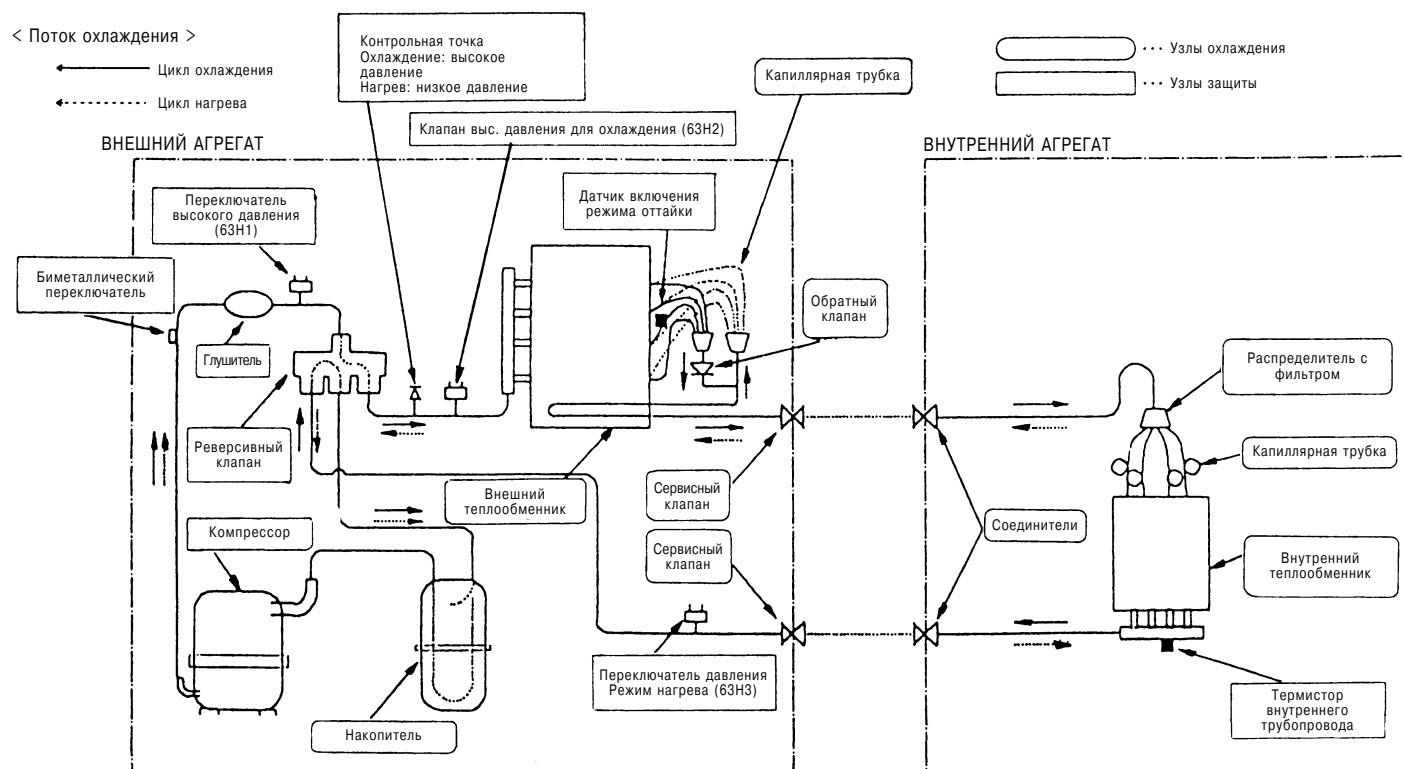 < Поток охлаждения >
Цикл охлаждения
Цикл нагрева
Контрольная точка
Охлаждение: высокое
давление
Нагрев: низкое давление
Капиллярная трубка
··· Узлы охлаждения
··· Узлы защиты
Клапан выс. давления для охлаждения (63H2)
ВНЕШНИЙ АГРЕГАТ
ВНУТРЕННИЙ АГРЕГАТ
Переключатель
высокого давления
(63H1)
Датчик включения
режима оттайки
Биметаллический
переключатель
Обратный
клапан
Глушитель
Распределитель с
фильтром
Реверсивный
клапан
Капиллярная трубка
Внешний
теплообменник
Сервисный
клапан
Соединители
Компрессор
Сервисный
клапан
Внутренний
теплообменник
Переключатель давления
Режим нагрева (63H3)
Накопитель
Термистор
внутреннего
трубопровода